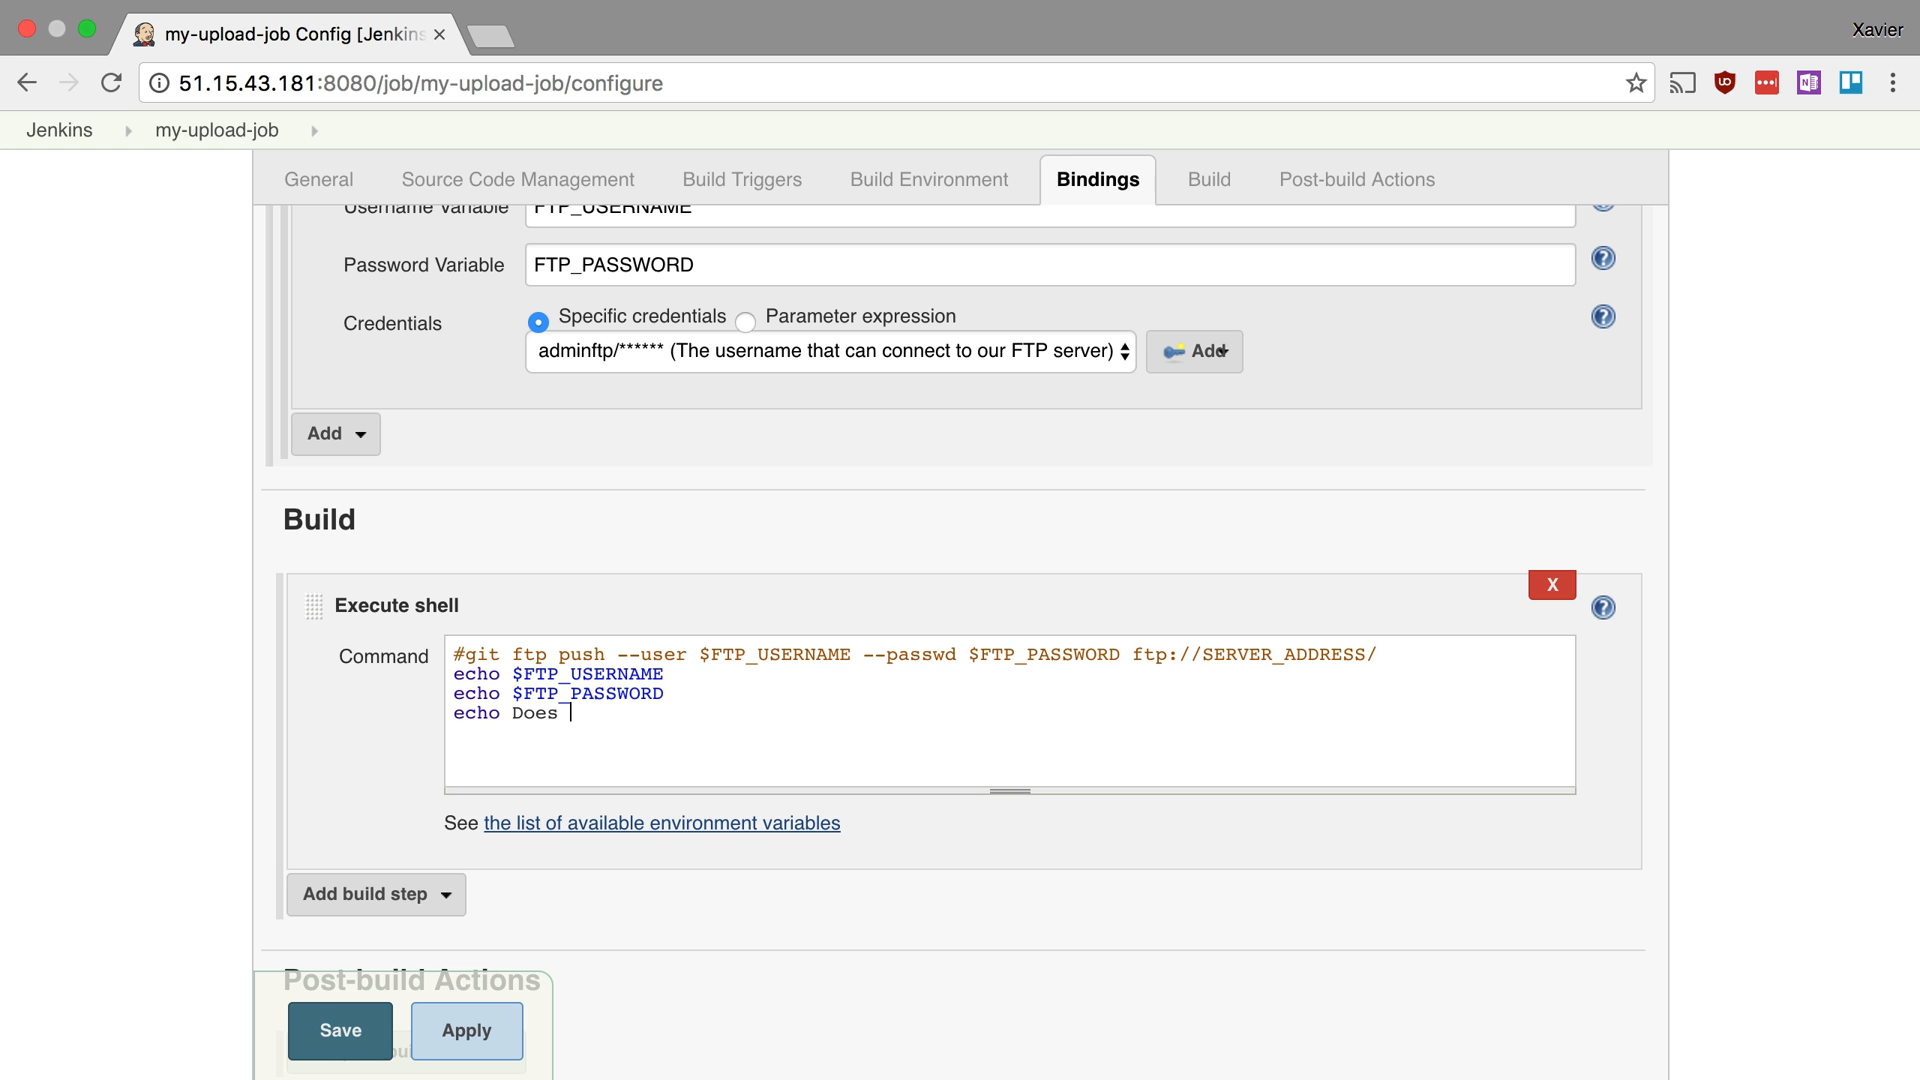 my-upload-job Config [Jenkins
Xavier
51.15.43.181:8080/job/my-upload-job/configure
Jenkins
my-upload-job
General
Source Code Management
Build Triggers
Build Environment
Bindings
Build
Post-build Actions
Username Variable
FTP_USERNAME
Password Variable
FTP_PASSWORD
Credentials
Specific credentials
Parameter expression
adminftp/****** (The username that can connect to our FTP server)
Add
Add
Build
X
Execute shell
Command
#git ftp push --user $FTP_USERNAME --passwd $FTP_PASSWORD ftp://SERVER_ADDRESS/
echo $FTP_USERNAME
echo $FTP_PASSWORD
echo Does
See the list of available environment variables
Add build step
Post-build Actions
Save
Apply